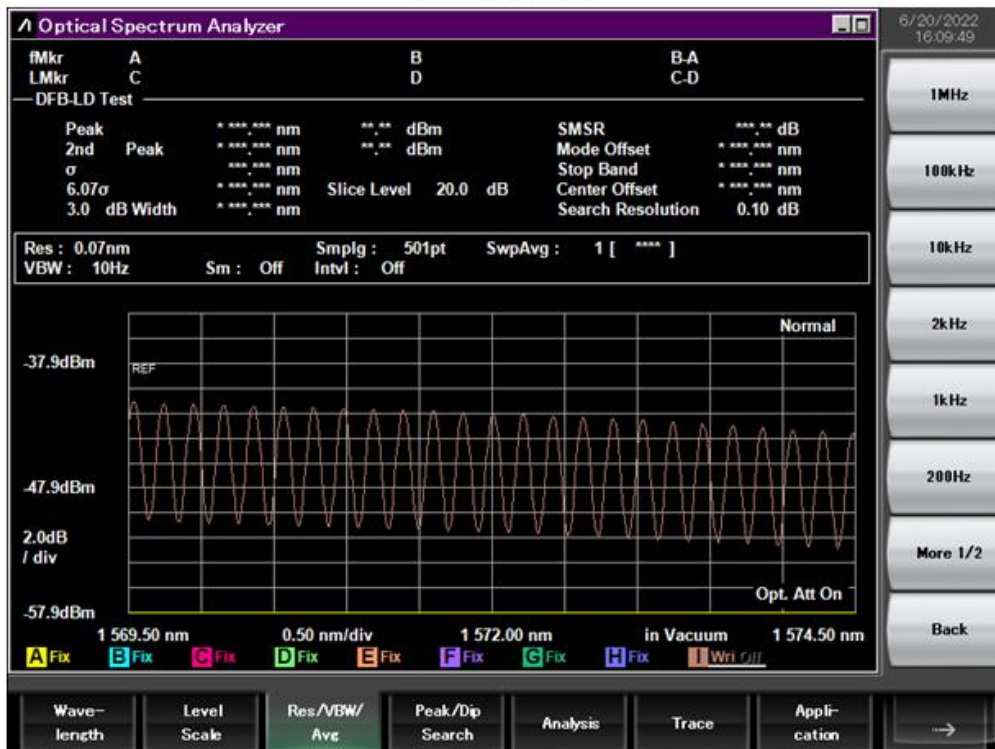 Optical Spectrum Analyzer
6/20/2022
16:09:49
fMkr A B B-A
LMkr C D C-D
DFB-LD Test
Peak * ***.*** nm **.** dBm SMSR ***.** dB
2nd Peak * ***.*** nm **.** dBm Mode Offset * ***.*** nm
σ ***.*** nm Stop Band * ***.*** nm
6.07σ * ***.*** nm Slice Level 20.0 dB Center Offset * ***.*** nm
3.0 dB Width * ***.*** nm Search Resolution 0.10 dB
Res : 0.07nm Smplg : 501pt SwpAvg : 1 [ **** ]
VBW : 10Hz Sm : Off Intvl : Off
Normal
-37.9dBm
REF
-47.9dBm
2.0dB
/ div
Opt. Att On
-57.9dBm
1 569.50 nm 0.50 nm/div 1 572.00 nm in Vacuum 1 574.50 nm
A Fix B Fix C Fix D Fix E Fix F Fix G Fix H Fix I Wri Off
1MHz
100kHz
10kHz
2kHz
1kHz
200Hz
More 1/2
Back
Wave-
length
Level
Scale
Res/VBW/
Avg
Peak/Dip
Search
Analysis
Trace
Appli-
cation